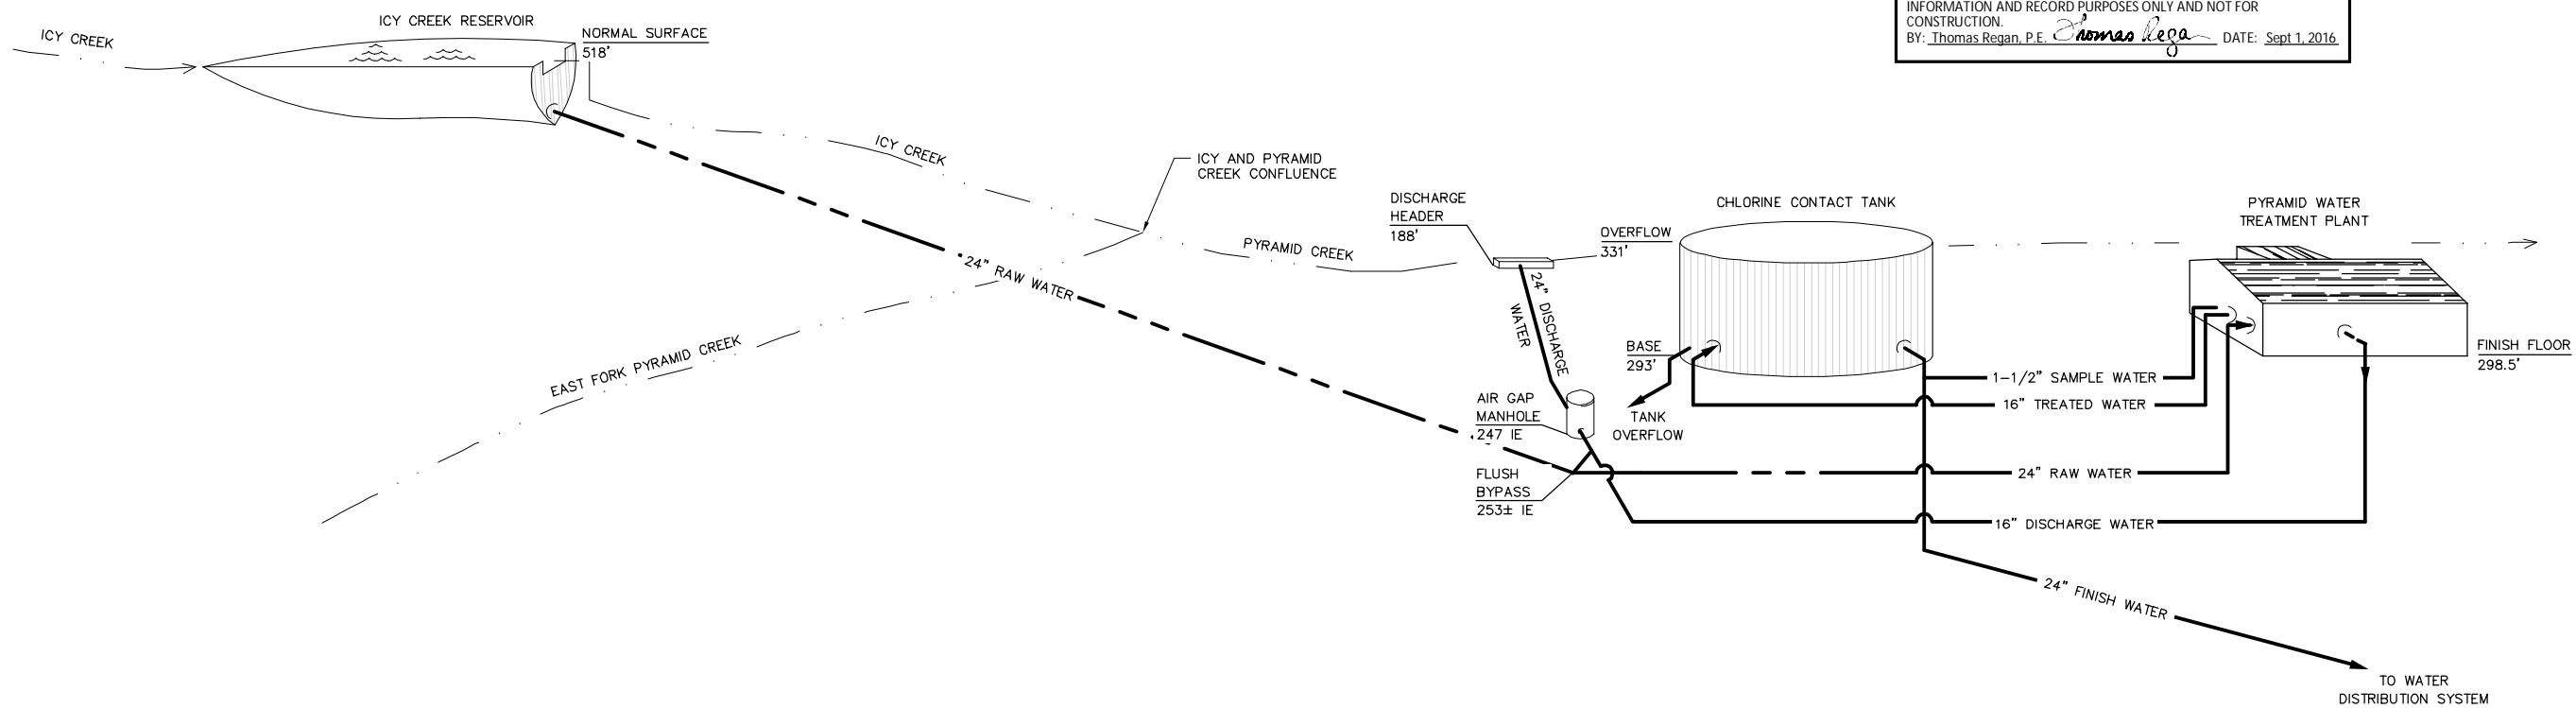 INFORMATION AND RECORD PURPOSES ONLY AND NOT FOR
CONSTRUCTION.
BY: Thomas Regan, P.E. Thomas Rega DATE: Sept 1, 2016
ICY CREEK RESERVOIR
ICY CREEK
NORMAL SURFACE
518'
ICY CREEK
ICY AND PYRAMID
CREEK CONFLUENCE
PYRAMID CREEK
24" RAW WATER
EAST FORK PYRAMID CREEK
DISCHARGE
HEADER
188'
OVERFLOW
331'
24" DISCHARGE
WATER
CHLORINE CONTACT TANK
PYRAMID WATER
TREATMENT PLANT
BASE
293'
FINISH FLOOR
298.5'
AIR GAP
MANHOLE
247 IE
TANK
OVERFLOW
1-1/2" SAMPLE WATER
16" TREATED WATER
FLUSH
BYPASS
253± IE
24" RAW WATER
16" DISCHARGE WATER
24" FINISH WATER
TO WATER
DISTRIBUTION SYSTEM